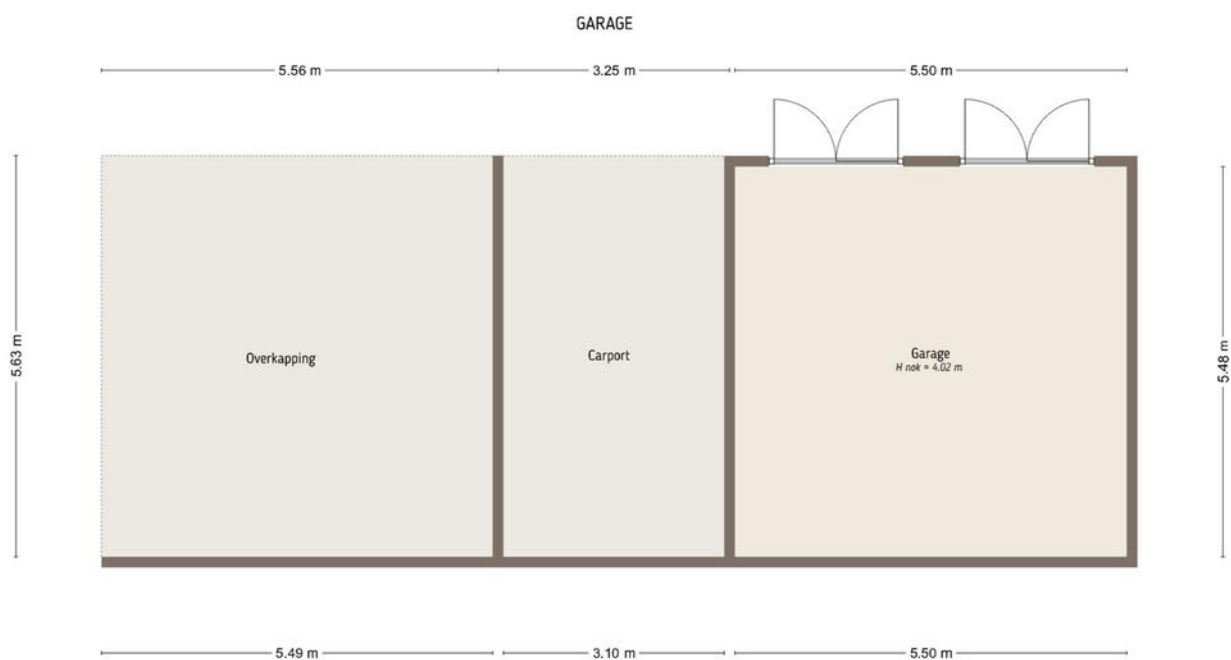 GARAGE
5.56 m
3.25 m
5.50 m
5.63 m
Overkapping
Carport
Garage
H nok = 4.02 m
5.48 m
5.49 m
3.10 m
5.50 m